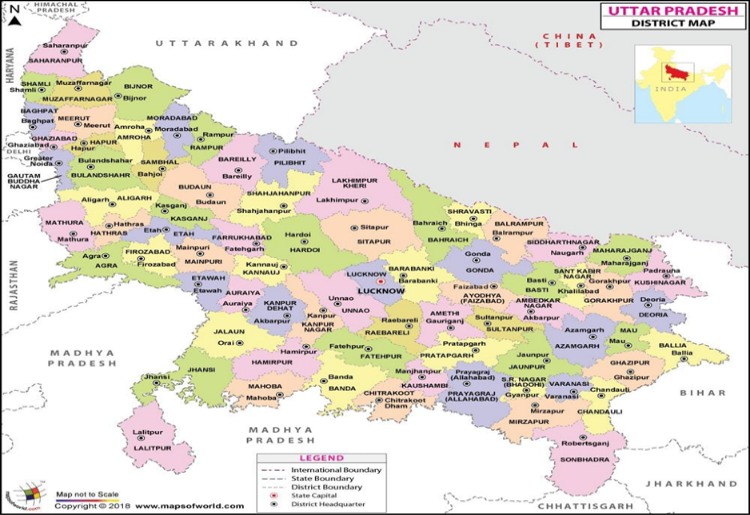 HIMACHAL
PRADESH
N
UTTAR PRADESH
DISTRICT MAP
UTTARAKHAND
CHINA
(TIBET)
INDIA
HARYANA
Saharanpur
SAHARANPUR
SHAMLI
Shamli
Muzaffarnagar
MUZAFFARNAGAR
BIJNOR
Bijnor
BAGHPAT
Baghpat
MEERUT
Meerut
MORADABAD
Moradabad
Amroha
AMROHA
Rampur
RAMPUR
GHAZIABAD
Ghaziabad
HAPUR
Hapur
DELHI
Greater
Noida
GAUTAM
BUDDHA
NAGAR
Bulandshahar
BULANDSHAHR
SAMBHAL
Bahjoi
BAREILLY
Bareilly
Pilibhit
PILIBHIT
NEPAL
BUDAUN
Budaun
LAKHIMPUR
KHERI
Lakhimpur
SHAHJAHANPUR
Shahjahanpur
Aligarh
ALIGARH
Kasganj
KASGANJ
MATHURA
Mathura
Hathras
HATHRAS
Etah
ETAH
FARRUKHABAD
Fatehgarh
Hardoi
HARDOI
Sitapur
SITAPUR
Bahraich
BAHRAICH
SHRAVASTI
Bhinga
BALRAMPUR
Balrampur
SIDDHARTHNAGAR
Naugarh
MAHARAJGANJ
Maharajganj
Agra
AGRA
FIROZABAD
Firozabad
Mainpuri
MAINPURI
Kannauj
KANNAUJ
LUCKNOW
LUCKNOW
BARABANKI
Barabanki
Gonda
GONDA
Basti
BASTI
SANT KABIR
NAGAR
Khalilabad
Gorakhpur
GORAKHPUR
Padrauna
KUSHINAGAR
RAJASTHAN
ETAWAH
Etawah
AURAIYA
Auraiya
KANPUR
DEHAT
Akbarpur
Unnao
UNNAO
Kanpur
KANPUR
NAGAR
Faizabad
AYODHYA
(FAIZABAD)
AMBEDKAR
NAGAR
Akbarpur
Deoria
DEORIA
Raebareli
RAEBARELI
AMETHI
Gauriganj
Sultanpur
SULTANPUR
Azamgarh
AZAMGARH
MAU
Mau
BALLIA
Ballia
JALAUN
Orai
Hamirpur
HAMIRPUR
Fatehpur
FATEHPUR
Pratapgarh
PRATAPGARH
Jaunpur
JAUNPUR
GHAZIPUR
Ghazipur
MADHYA
PRADESH
Jhansi
JHANSI
MAHOBA
Mahoba
Banda
BANDA
Manjhanpur
KAUSHAMBI
CHITRAKOOT
Chitrakoot
Dham
Prayagraj
(Allahabad)
PRAYAGRAJ
(ALLAHABAD)
S.R. NAGAR
(BHADOHI)
Gyanpur
VARANASI
Varanasi
Chandauli
CHANDAULI
Mirzapur
MIRZAPUR
BIHAR
Lalitpur
LALITPUR
MADHYA
PRADESH
Robertsganj
SONBHADRA
JHARKHAND
CHHATTISGARH
LEGEND
International Boundary
State Boundary
District Boundary
State Capital
District Headquarter
Map not to Scale
Copyright © 2018 www.mapsofworld.com